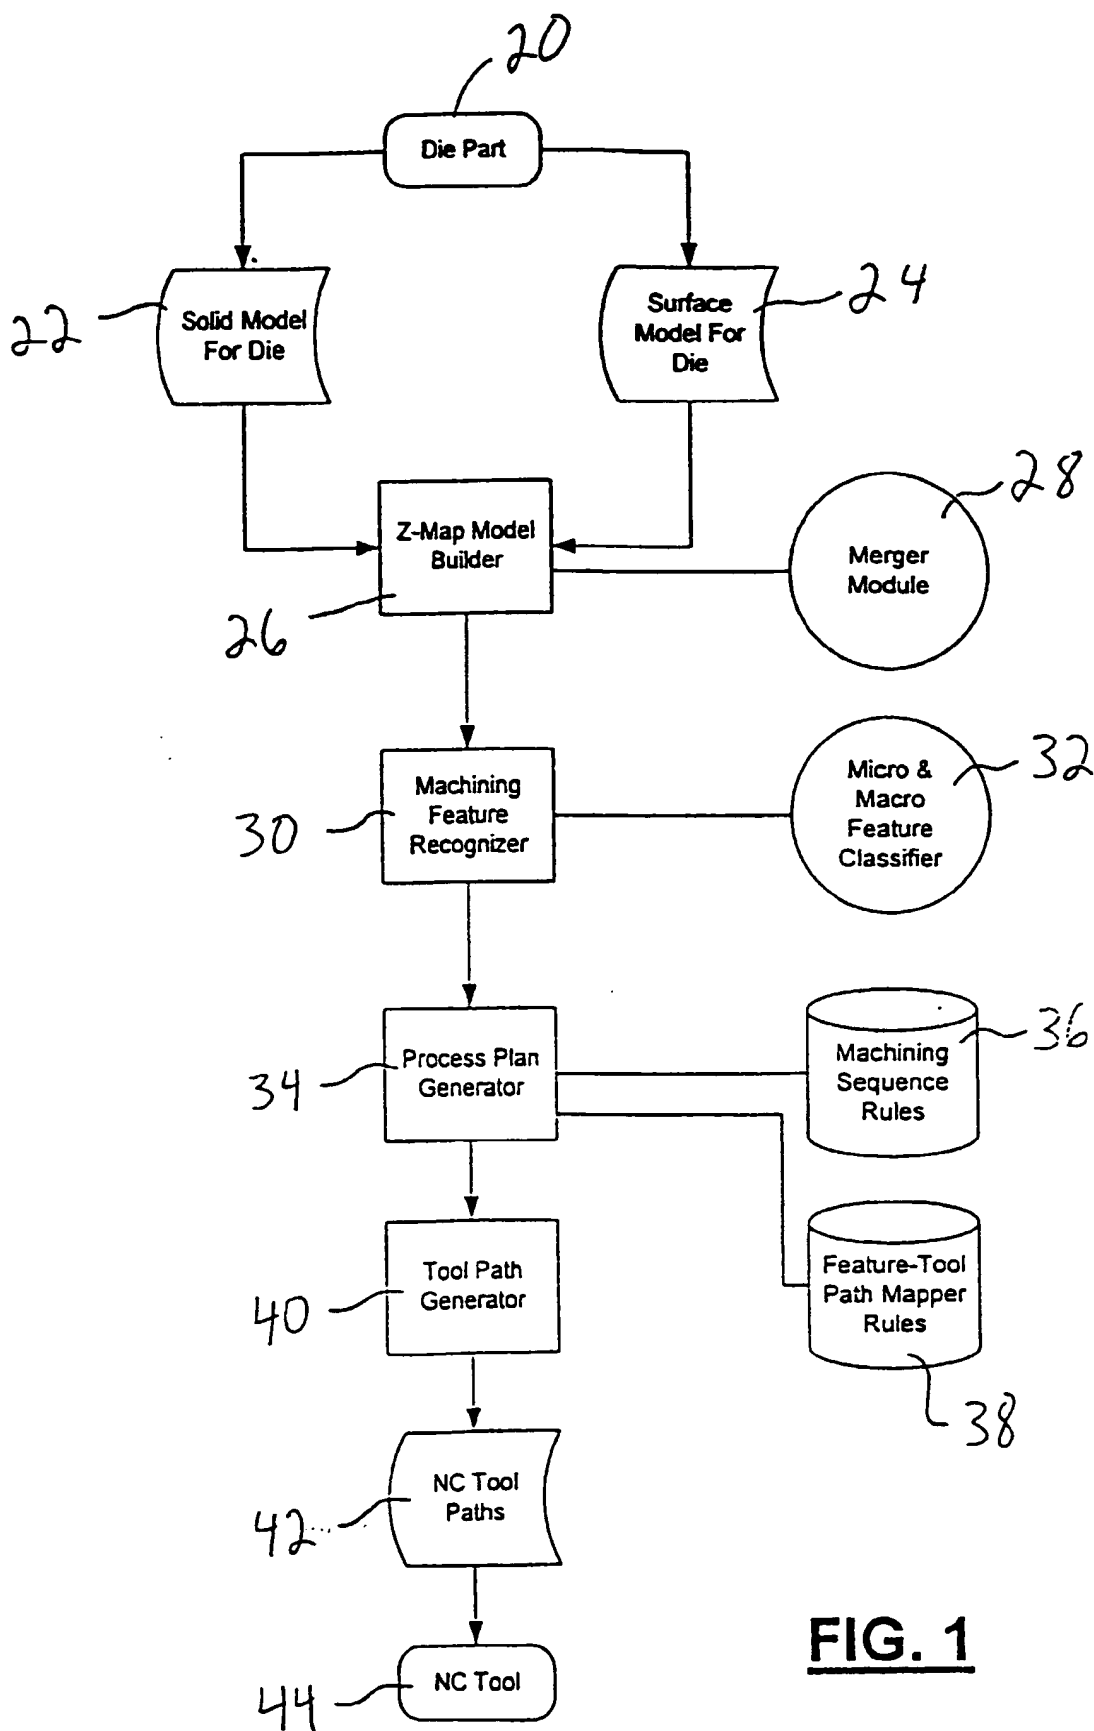 20
Die Part
22
Solid Model
For Die
Surface
Model For
Die
24
Z-Map Model
Builder
26
Merger
Module
28
30
Machining
Feature
Recognizer
Micro &
Macro
Feature
Classifier
32
34
Process Plan
Generator
Machining
Sequence
Rules
36
Feature-Tool
Path Mapper
Rules
38
40
Tool Path
Generator
42
NC Tool
Paths
44
NC Tool
FIG. 1